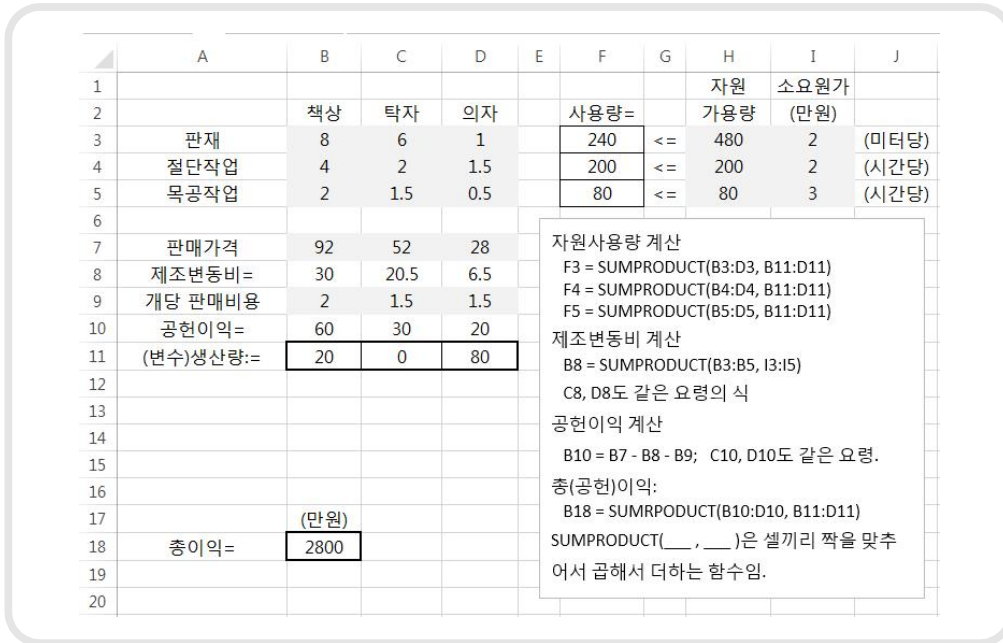 A B C D E F G H I J
1 자원 소요원가
2 책상 탁자 의자 사용량= 가용량 (만원)
3 판재 8 6 1 240 <= 480 2 (미터당)
4 절단작업 4 2 1.5 200 <= 200 2 (시간당)
5 목공작업 2 1.5 0.5 80 <= 80 3 (시간당)
6
7 판매가격 92 52 28
8 제조변동비= 30 20.5 6.5
9 개당 판매비용 2 1.5 1.5
10 공헌이익= 60 30 20
11 (변수)생산량:= 20 0 80
12
13
14
15
16
17 (만원)
18 총이익= 2800
19
20
자원사용량 계산
F3 = SUMPRODUCT(B3:D3, B11:D11)
F4 = SUMPRODUCT(B4:D4, B11:D11)
F5 = SUMPRODUCT(B5:D5, B11:D11)
제조변동비 계산
B8 = SUMPRODUCT(B3:B5, I3:I5)
C8, D8도 같은 요령의 식
공헌이익 계산
B10 = B7 - B8 - B9; C10, D10도 같은 요령.
총(공헌)이익:
B18 = SUMRPODUCT(B10:D10, B11:D11)
SUMPRODUCT(___ , ___ )은 셀끼리 짝을 맞추
어서 곱해서 더하는 함수임.